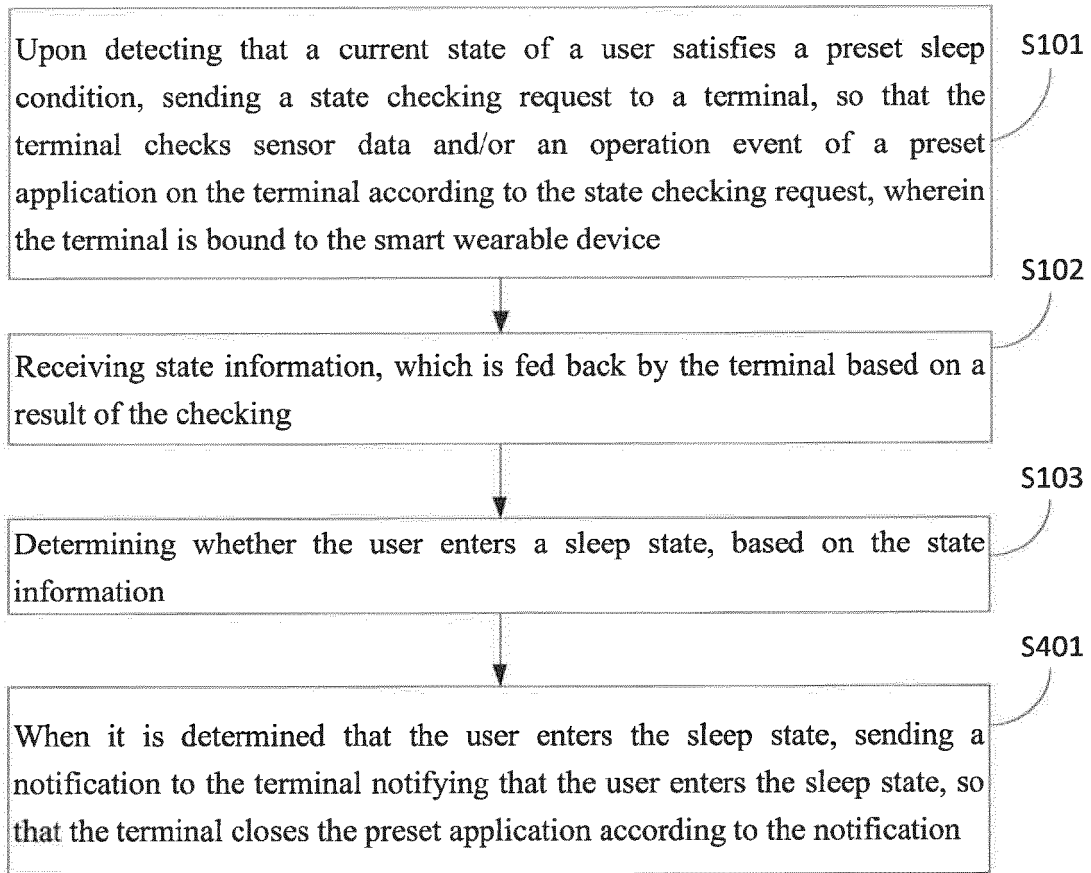 Upon detecting that a current state of a user satisfies a preset sleep
condition, sending a state checking request to a terminal, so that the
terminal checks sensor data and/or an operation event of a preset
application on the terminal according to the state checking request, wherein
the terminal is bound to the smart wearable device
S101
Receiving state information, which is fed back by the terminal based on a
result of the checking
S102
Determining whether the user enters a sleep state, based on the state
information
S103
When it is determined that the user enters the sleep state, sending a
notification to the terminal notifying that the user enters the sleep state, so
that the terminal closes the preset application according to the notification
S401